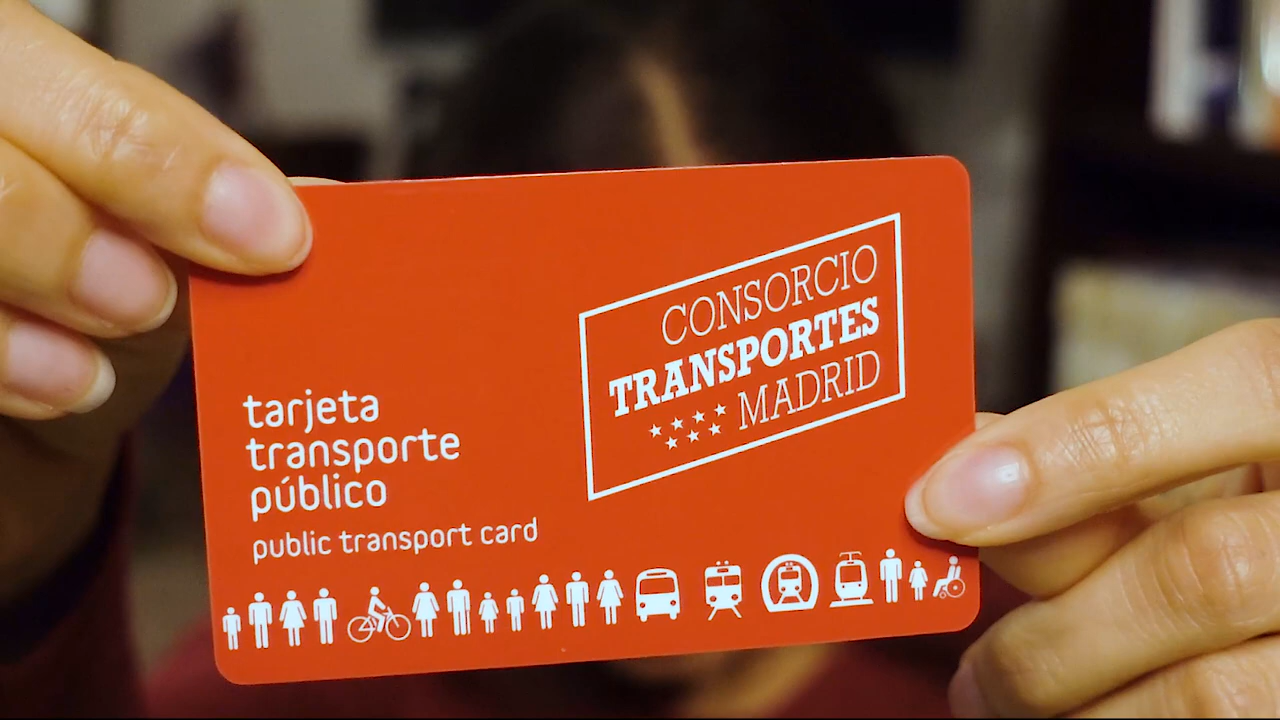 CONSORCIO
TRANSPORTES
MADRID
tarjeta
transporte
público
public transport card